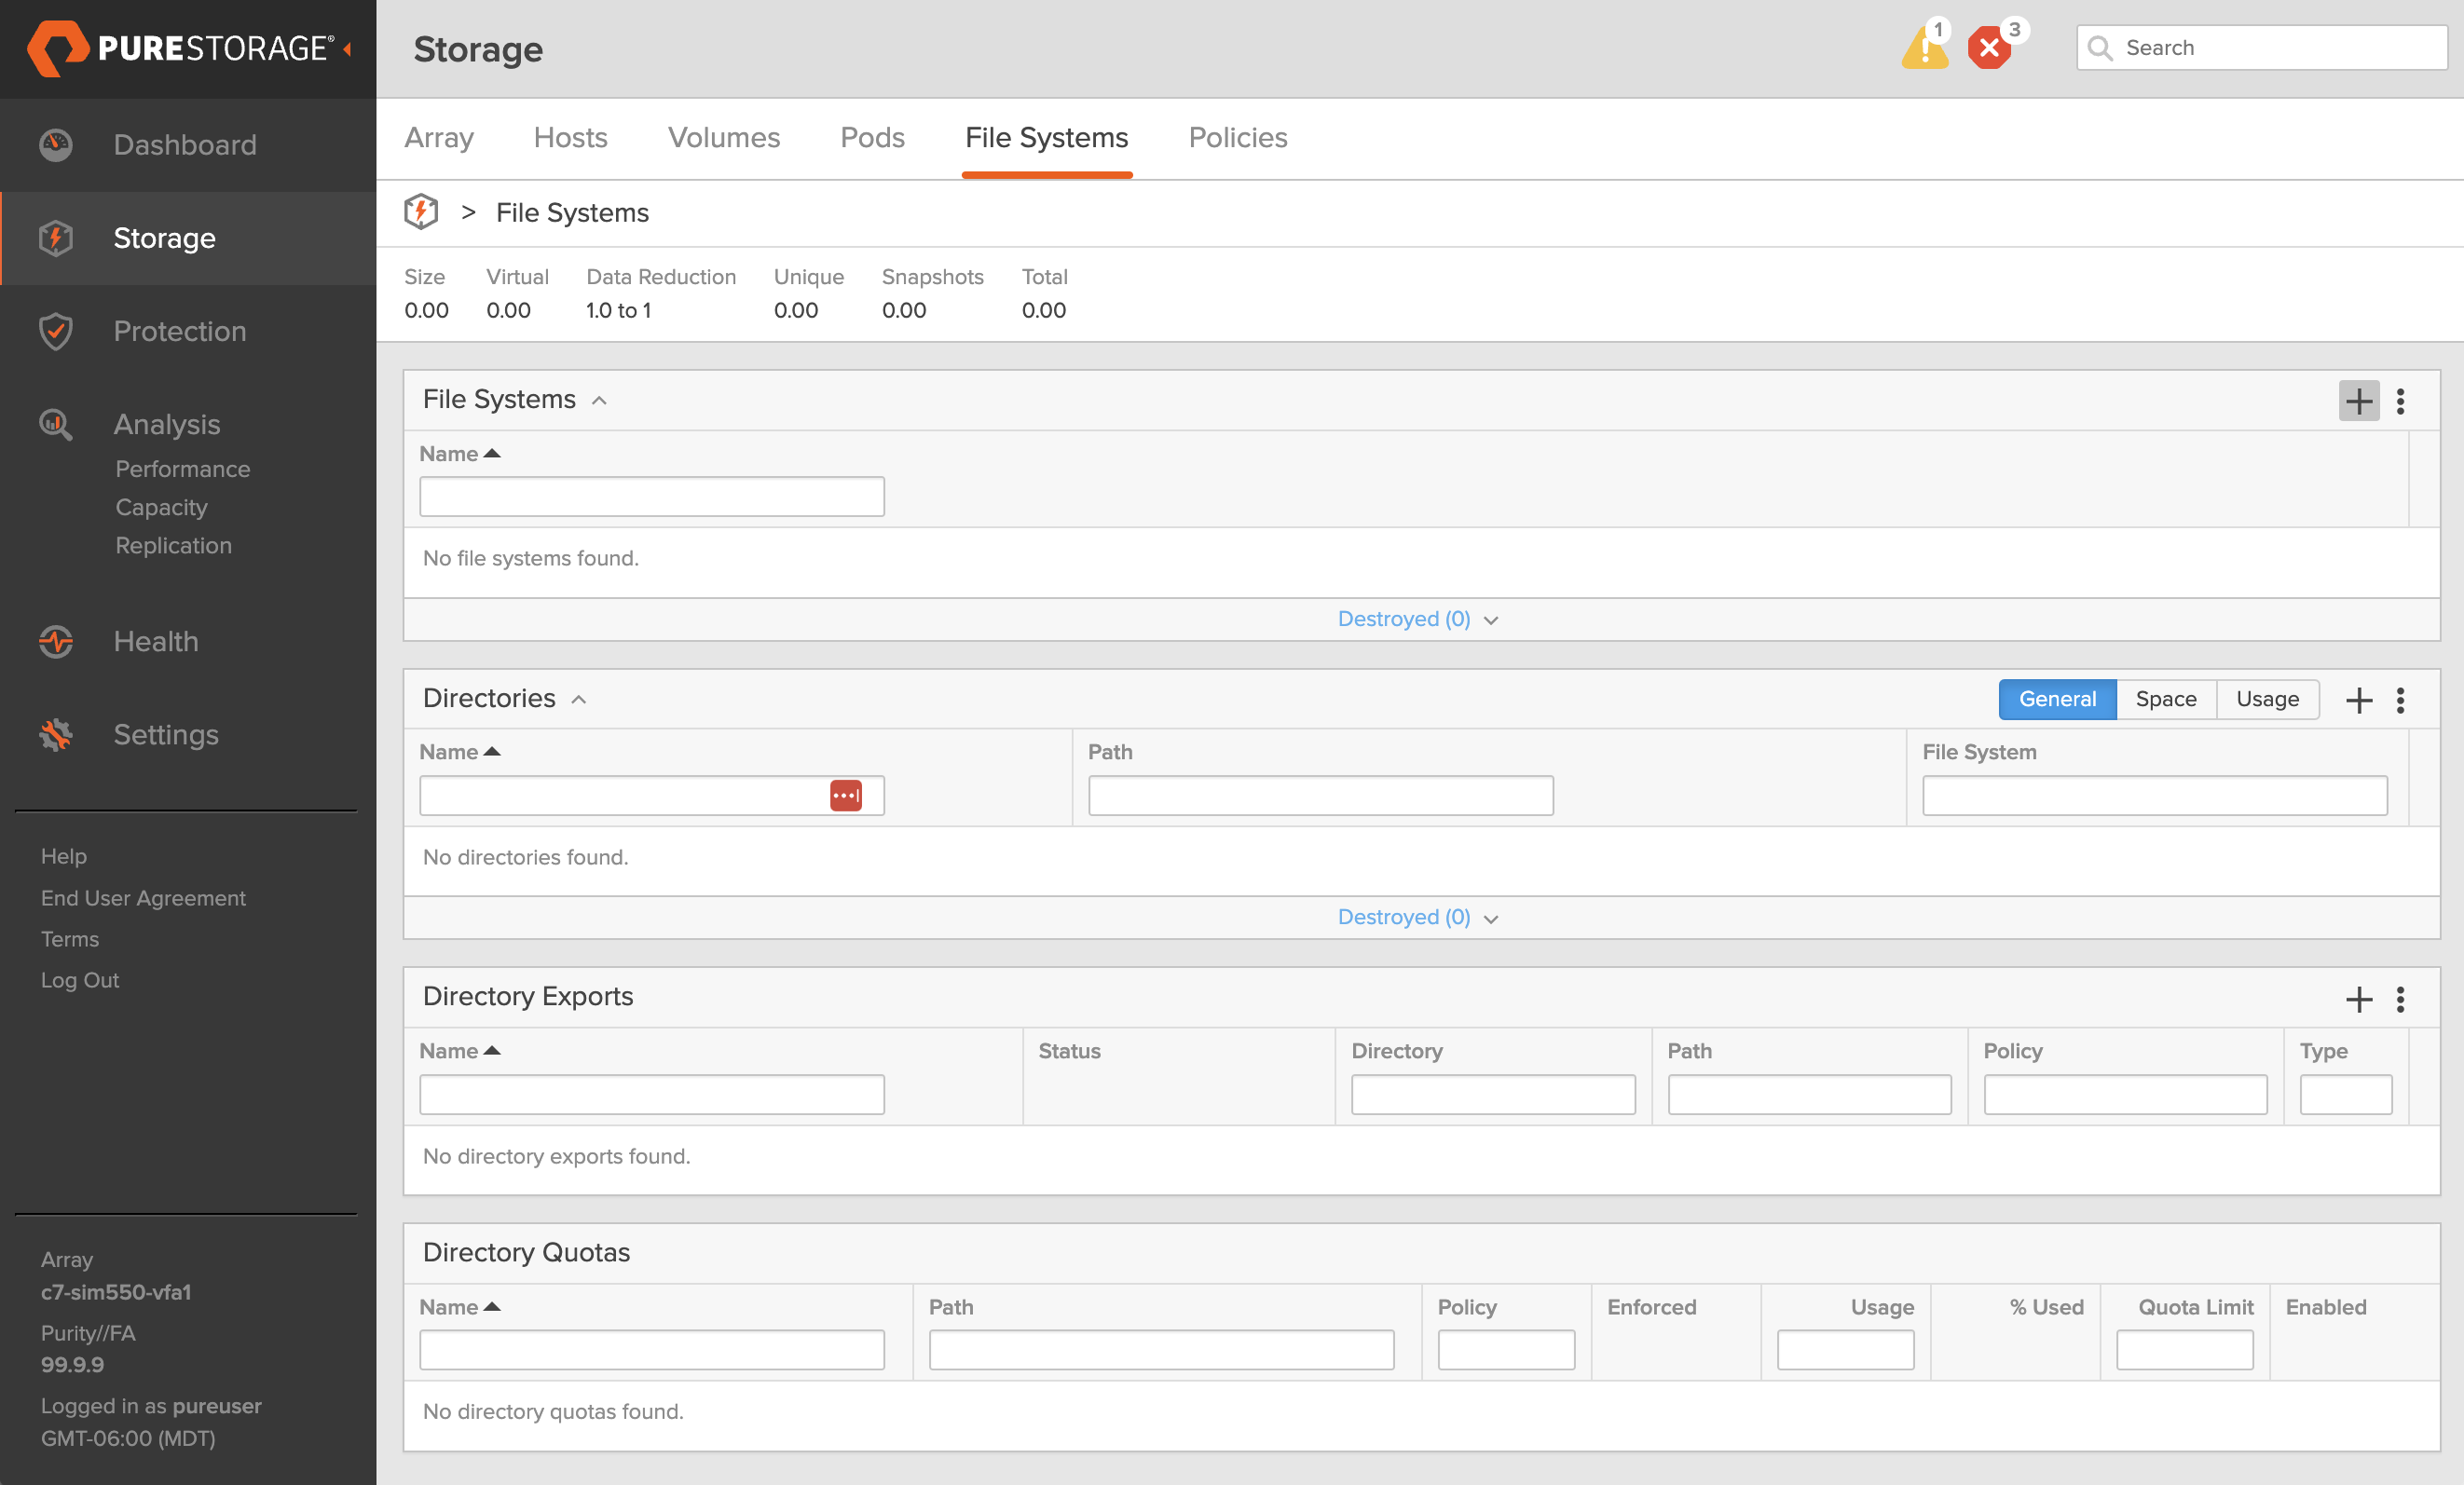 PURESTORAGE®
Dashboard
Storage
Protection
Analysis
Performance
Capacity
Replication
Health
Settings
Help
End User Agreement
Terms
Log Out
Array
c7-sim550-vfa1
Purity//FA
99.9.9
Logged in as pureuser
GMT-06:00 (MDT)
Storage
1
3
Search
Array Hosts Volumes Pods File Systems Policies
> File Systems
Size Virtual Data Reduction Unique Snapshots Total
0.00 0.00 1.0 to 1 0.00 0.00 0.00
File Systems
Name
No file systems found.
Destroyed (0)
Directories
General Space Usage
Name Path File System
No directories found.
Destroyed (0)
Directory Exports
Name Status Directory Path Policy Type
No directory exports found.
Directory Quotas
Name Path Policy Enforced Usage % Used Quota Limit Enabled
No directory quotas found.